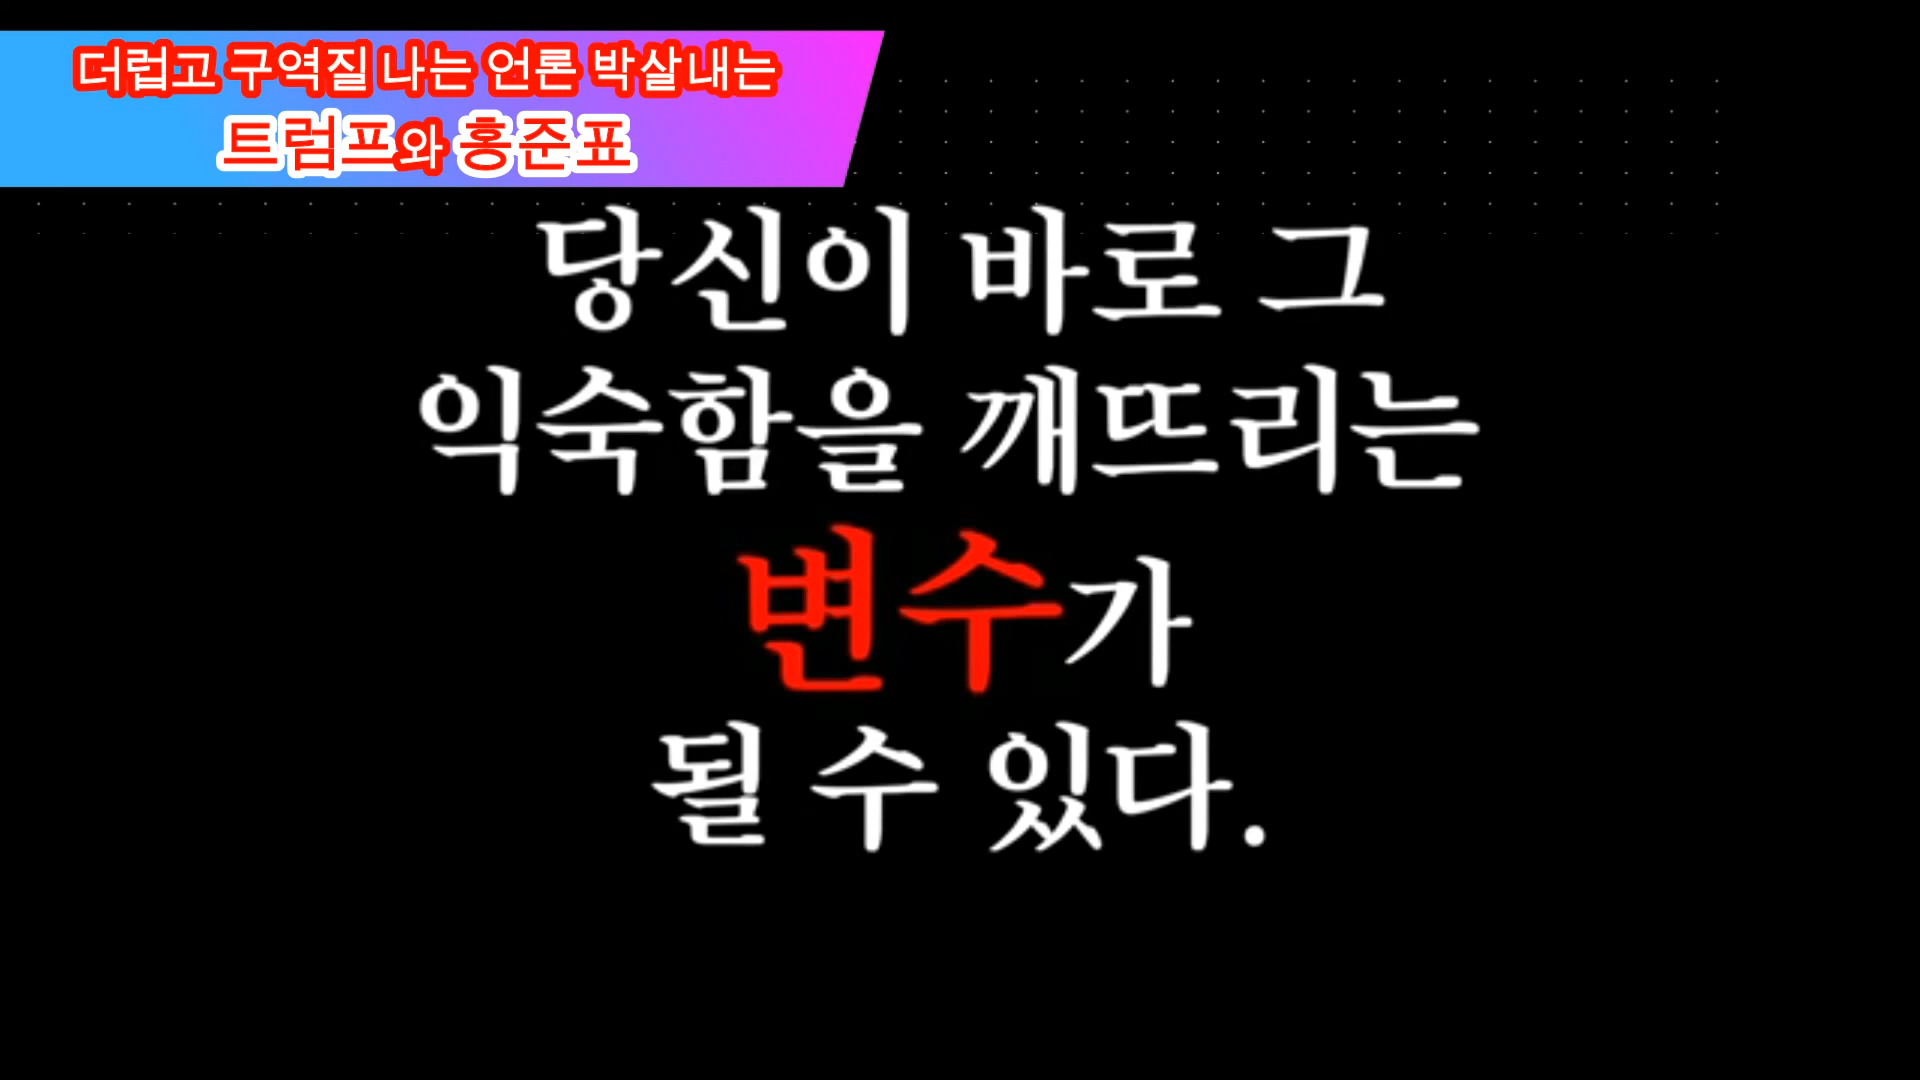 더럽고 구역질 나는 언론 박살내는
트럼프와 홍준표
당신이 바로 그
익숙함을 깨뜨리는
변수가
될 수 있다.